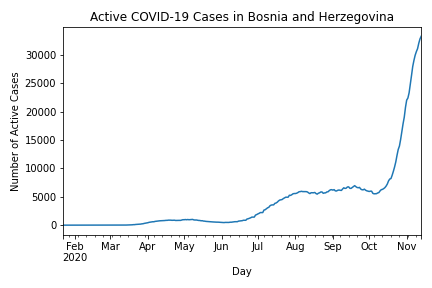 Active COVID-19 Cases in Bosnia and Herzegovina
Number of Active Cases
30000
25000
20000
15000
10000
5000
0
Feb Mar Apr May Jun Jul Aug Sep Oct Nov
2020
Day